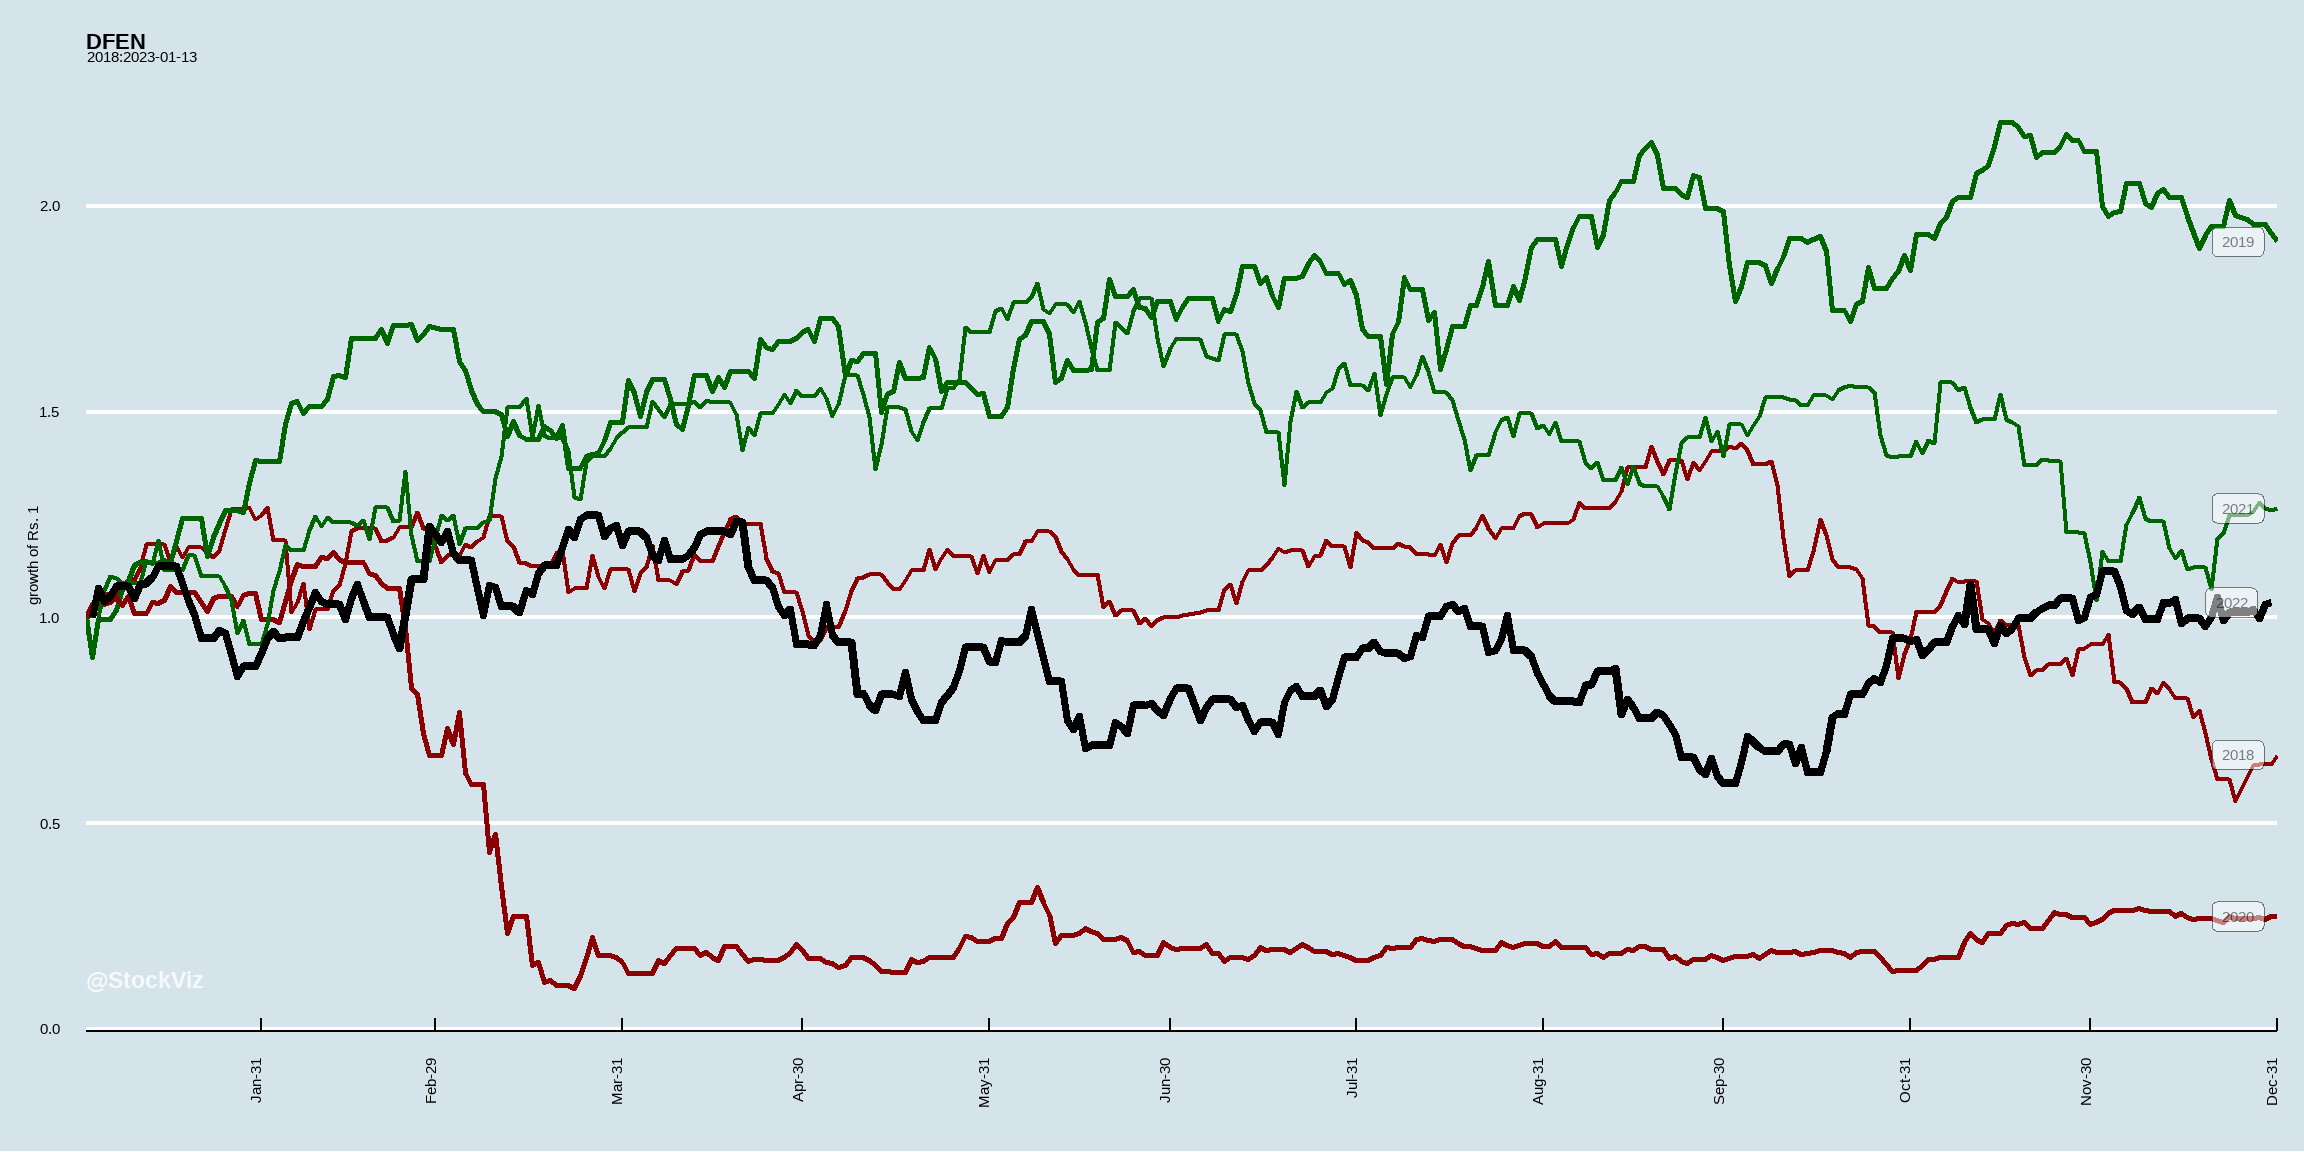 DFEN
2018:2023-01-13
growth of Rs. 1
2.0
1.5
1.0
0.5
0.0
2019
2021
2022
2018
2020
@StockViz
Jan-31
Feb-29
Mar-31
Apr-30
May-31
Jun-30
Jul-31
Aug-31
Sep-30
Oct-31
Nov-30
Dec-31